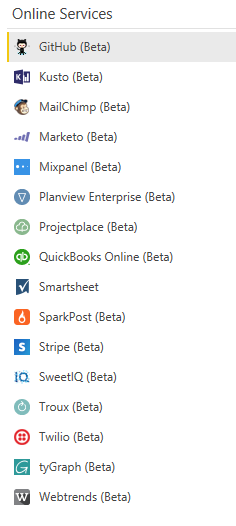 Online Services
GitHub (Beta)
Kusto (Beta)
MailChimp (Beta)
Marketo (Beta)
Mixpanel (Beta)
Planview Enterprise (Beta)
Projectplace (Beta)
QuickBooks Online (Beta)
Smartsheet
SparkPost (Beta)
Stripe (Beta)
SweetIQ (Beta)
Troux (Beta)
Twilio (Beta)
tyGraph (Beta)
Webtrends (Beta)